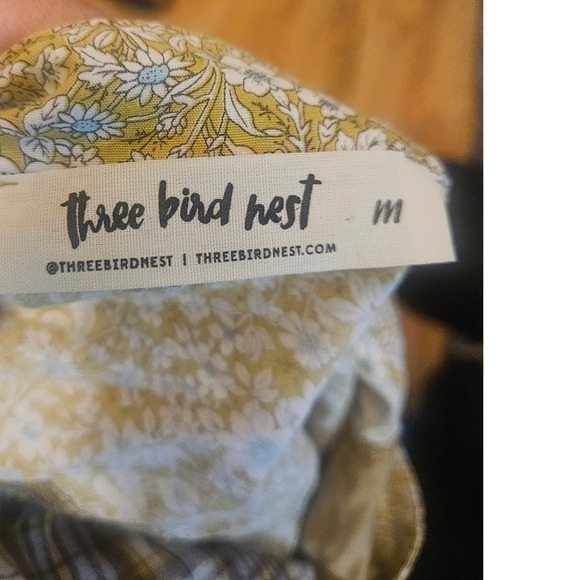 three bird nest m
@THREEBIRDNEST | THREEBIRDNEST.COM